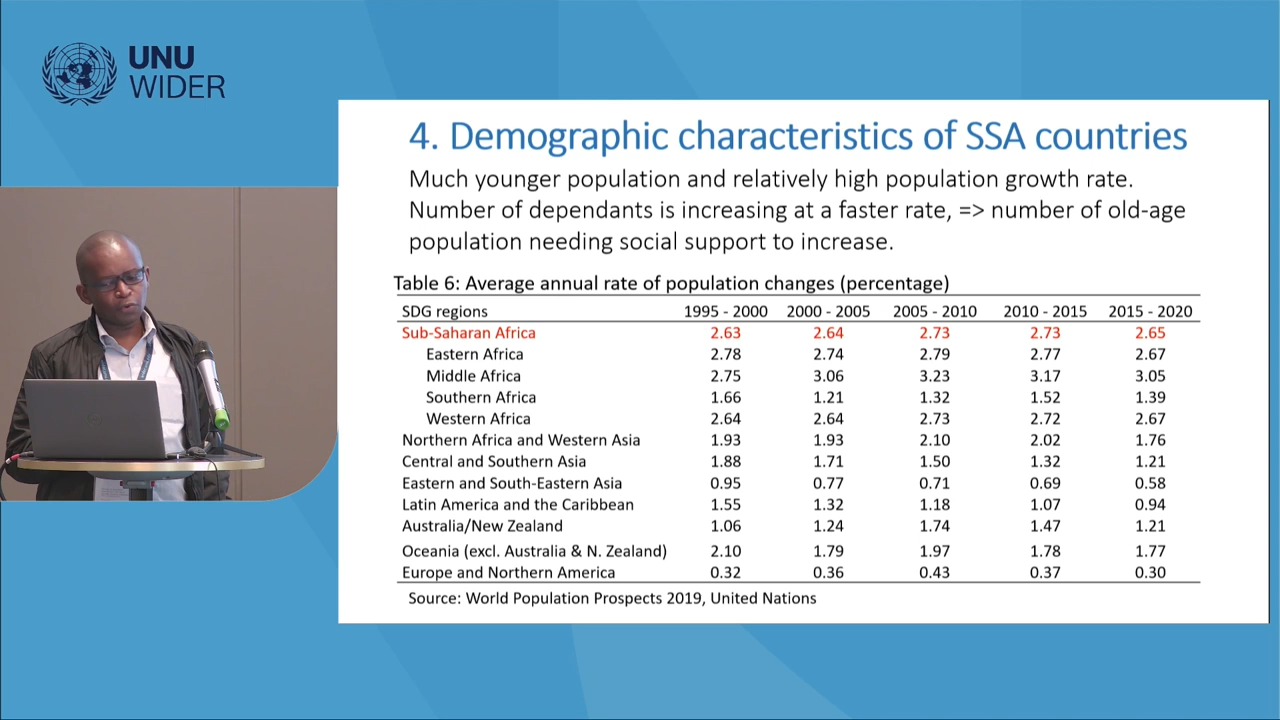 UNU
WIDER
4. Demographic characteristics of SSA countries
Much younger population and relatively high population growth rate.
Number of dependants is increasing at a faster rate, => number of old-age
population needing social support to increase.
Table 6: Average annual rate of population changes (percentage)
SDG regions 1995 - 2000 2000 - 2005 2005 - 2010 2010 - 2015 2015 - 2020
Sub-Saharan Africa 2.63 2.64 2.73 2.73 2.65
Eastern Africa 2.78 2.74 2.79 2.77 2.67
Middle Africa 2.75 3.06 3.23 3.17 3.05
Southern Africa 1.66 1.21 1.32 1.52 1.39
Western Africa 2.64 2.64 2.73 2.72 2.67
Northern Africa and Western Asia 1.93 1.93 2.10 2.02 1.76
Central and Southern Asia 1.88 1.71 1.50 1.32 1.21
Eastern and South-Eastern Asia 0.95 0.77 0.71 0.69 0.58
Latin America and the Caribbean 1.55 1.32 1.18 1.07 0.94
Australia/New Zealand 1.06 1.24 1.74 1.47 1.21
Oceania (excl. Australia & N. Zealand) 2.10 1.79 1.97 1.78 1.77
Europe and Northern America 0.32 0.36 0.43 0.37 0.30
Source: World Population Prospects 2019, United Nations